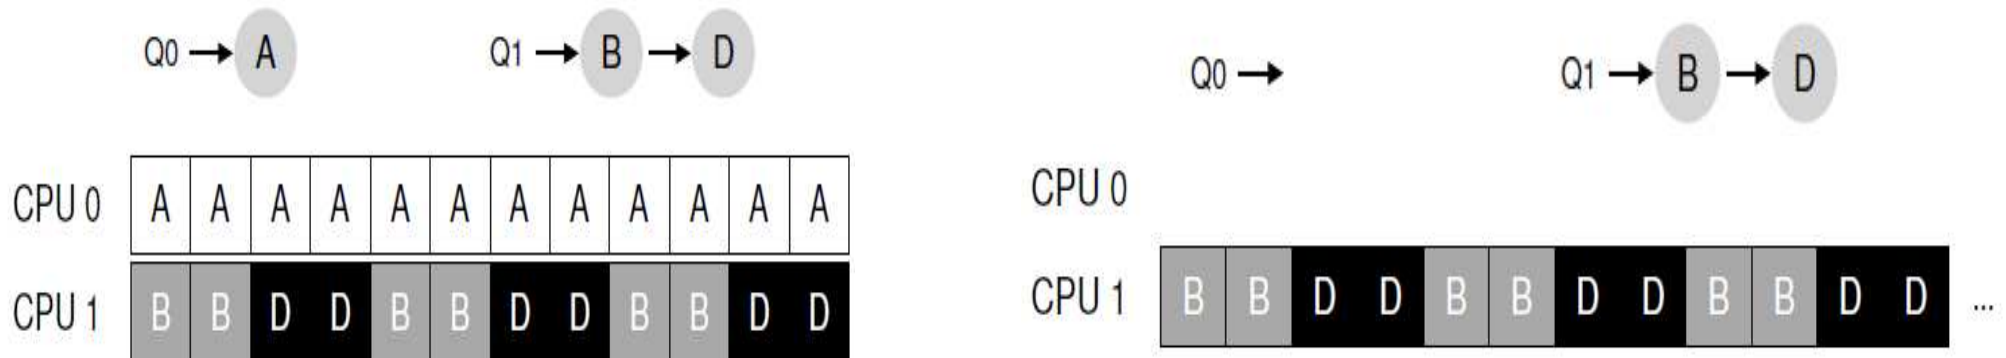 Q0 → A Q1 → B → D
CPU 0 A A A A A A A A A A A A
CPU 1 B B D D B B D D B B D D
Q0 → Q1 → B → D
CPU 0
CPU 1 B B D D B B D D B B D D ...